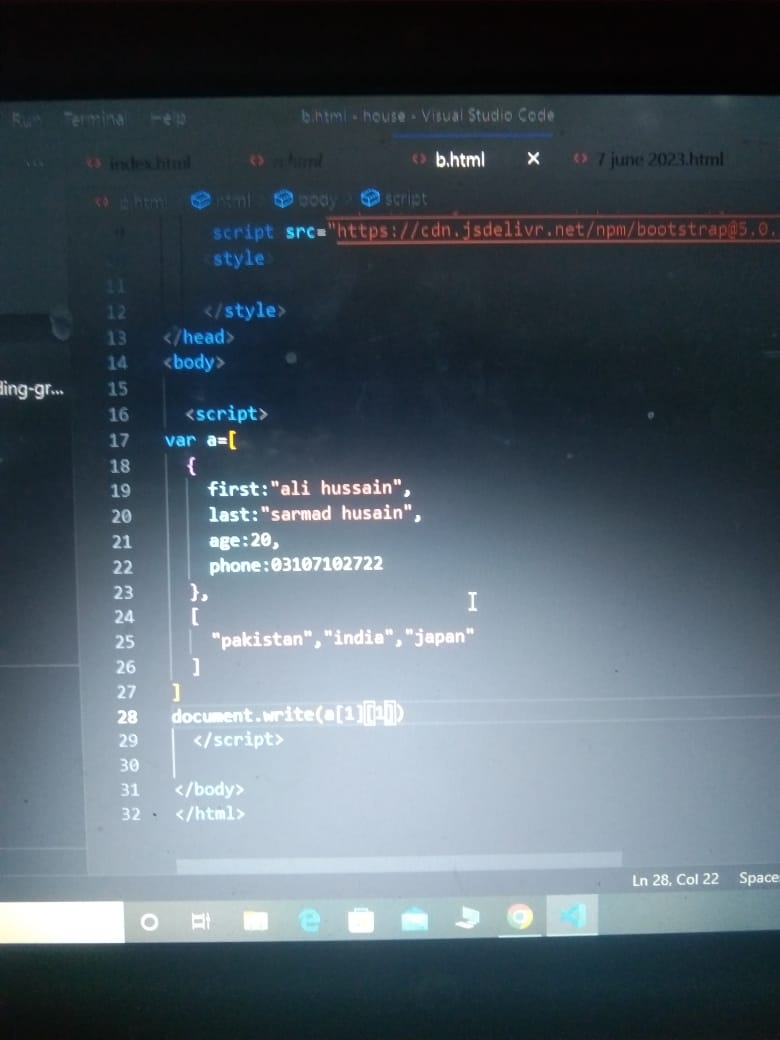 Run Terminal Help b.html - house - Visual Studio Code
index.html b.html 7 june 2023.html
html body script
script src="https://cdn.jsdelivr.net/npm/bootstrap@5.0.
style
11
12 </style>
13 </head>
14 <body>
ding-gr...
15
16 <script>
17 var a=[
18 {
19 first:"ali hussain",
20 last:"sarmad husain",
21 age:20,
22 phone:03107102722
23 },
24 [
25 "pakistan","india","japan"
26 ]
27 ]
28 document.write(a[1][1])
29 </script>
30
31 </body>
32 </html>
Ln 28, Col 22 Space